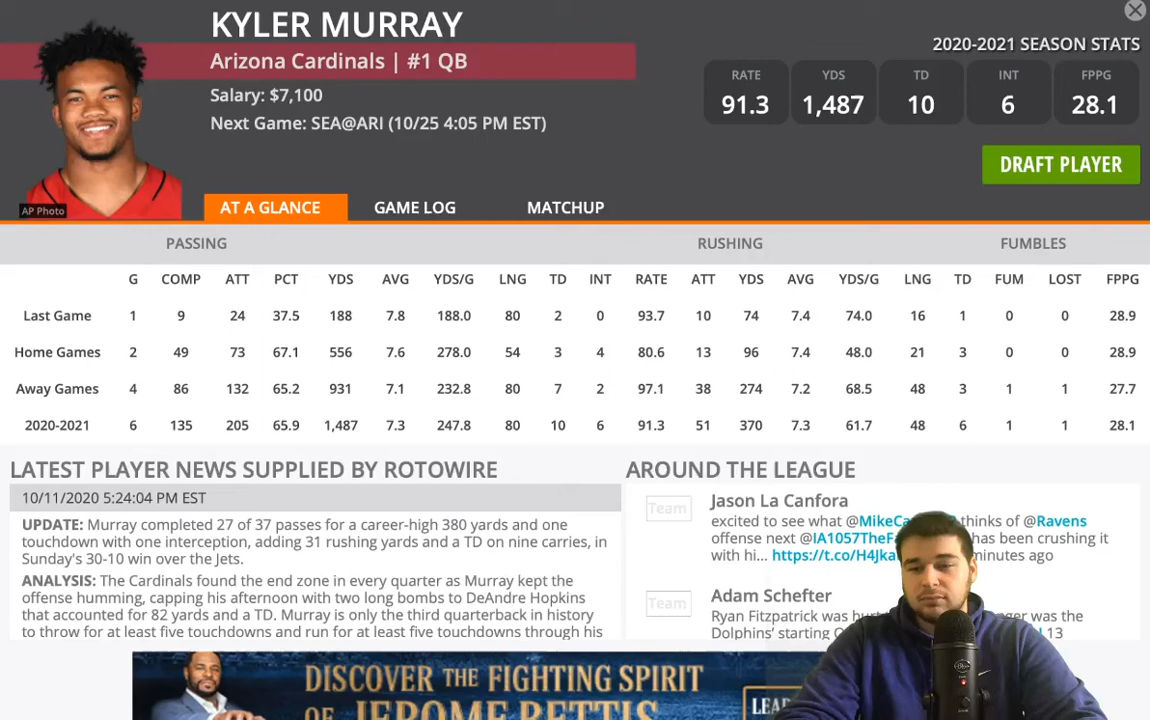 KYLER MURRAY
Arizona Cardinals | #1 QB
Salary: $7,100
Next Game: SEA@ARI (10/25 4:05 PM EST)
2020-2021 SEASON STATS
RATE YDS TD INT FPPG
91.3 1,487 10 6 28.1
DRAFT PLAYER
AP Photo
AT A GLANCE GAME LOG MATCHUP
PASSING RUSHING FUMBLES
G COMP ATT PCT YDS AVG YDS/G LNG TD INT RATE ATT YDS AVG YDS/G LNG TD FUM LOST FPPG
Last Game 1 9 24 37.5 188 7.8 188.0 80 2 0 93.7 10 74 7.4 74.0 16 1 0 0 28.9
Home Games 2 49 73 67.1 556 7.6 278.0 54 3 4 80.6 13 96 7.4 48.0 21 3 0 0 28.9
Away Games 4 86 132 65.2 931 7.1 232.8 80 7 2 97.1 38 274 7.2 68.5 48 3 1 1 27.7
2020-2021 6 135 205 65.9 1,487 7.3 247.8 80 10 6 91.3 51 370 7.3 61.7 48 6 1 1 28.1
LATEST PLAYER NEWS SUPPLIED BY ROTOWIRE
10/11/2020 5:24:04 PM EST
UPDATE: Murray completed 27 of 37 passes for a career-high 380 yards and one
touchdown with one interception, adding 31 rushing yards and a TD on nine carries, in
Sunday's 30-10 win over the Jets.
ANALYSIS: The Cardinals found the end zone in every quarter as Murray kept the
offense humming, capping his afternoon with two long bombs to DeAndre Hopkins
that accounted for 82 yards and a TD. Murray is only the third quarterback in history
to throw for at least five touchdowns and run for at least five touchdowns through his
AROUND THE LEAGUE
Team
Jason La Canfora
excited to see what thinks of @Ravens
offense next has been crushing it
with hi... minutes ago
Team
Adam Schefter
Ryan Fitzpatrick was was the
Dolphins' starting 13
DISCOVER THE FIGHTING SPIRIT
OF JEROME BETTIS